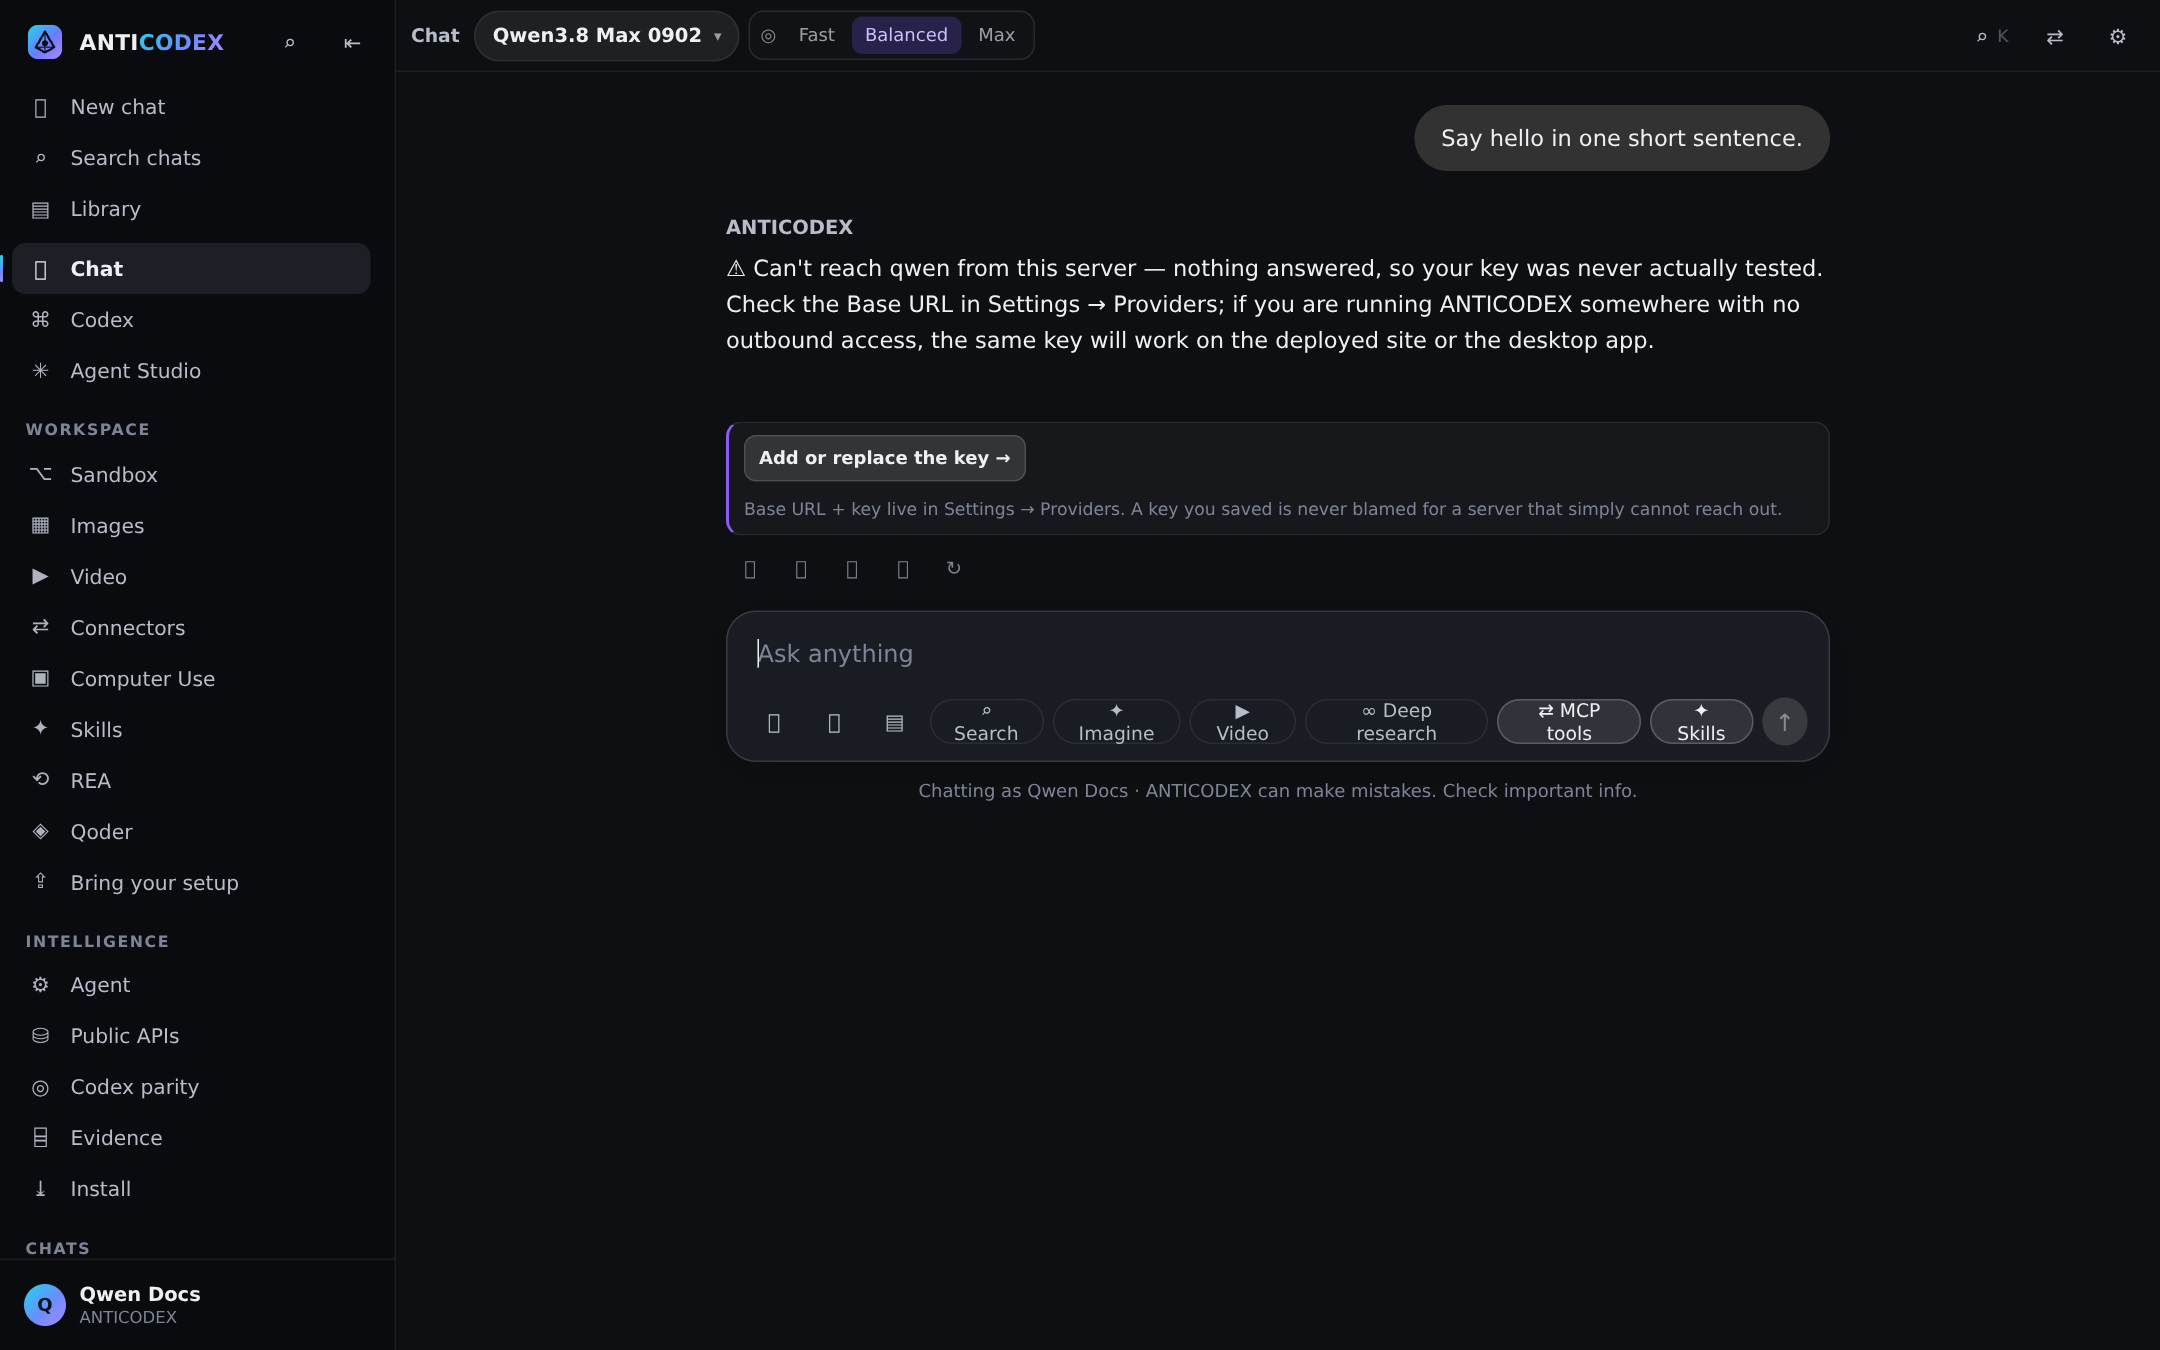 ANTICODEX
New chat
Search chats
Library
Chat
Codex
Agent Studio
WORKSPACE
Sandbox
Images
Video
Connectors
Computer Use
Skills
REA
Qoder
Bring your setup
INTELLIGENCE
Agent
Public APIs
Codex parity
Evidence
Install
CHATS
Q
Qwen Docs
ANTICODEX
Chat
Qwen3.8 Max 0902 ▾
Fast Balanced Max
K
Say hello in one short sentence.
ANTICODEX
⚠ Can't reach qwen from this server — nothing answered, so your key was never actually tested.
Check the Base URL in Settings → Providers; if you are running ANTICODEX somewhere with no
outbound access, the same key will work on the deployed site or the desktop app.
Add or replace the key →
Base URL + key live in Settings → Providers. A key you saved is never blamed for a server that simply cannot reach out.
Ask anything
Search
Imagine
Video
∞ Deep
research
⇄ MCP
tools
✦
Skills
Chatting as Qwen Docs · ANTICODEX can make mistakes. Check important info.